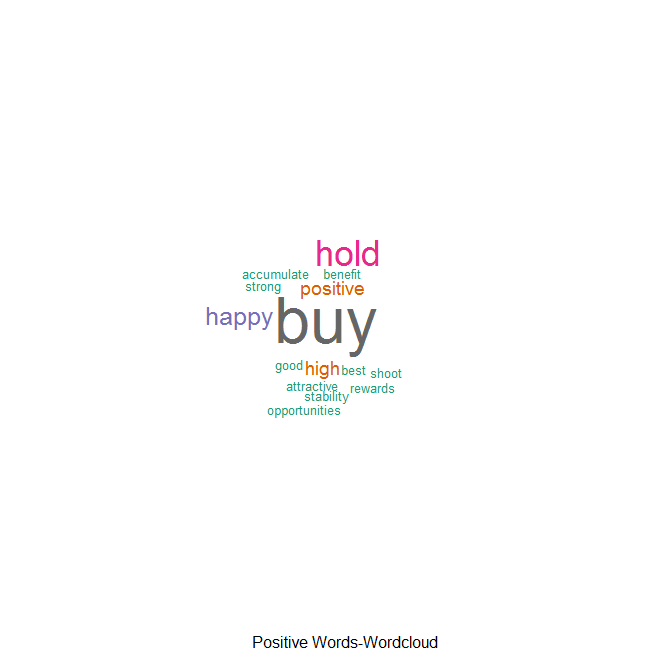 hold
accumulate benefit
strong positive
happy buy
good high best shoot
attractive rewards
stability
opportunities
Positive Words-Wordcloud